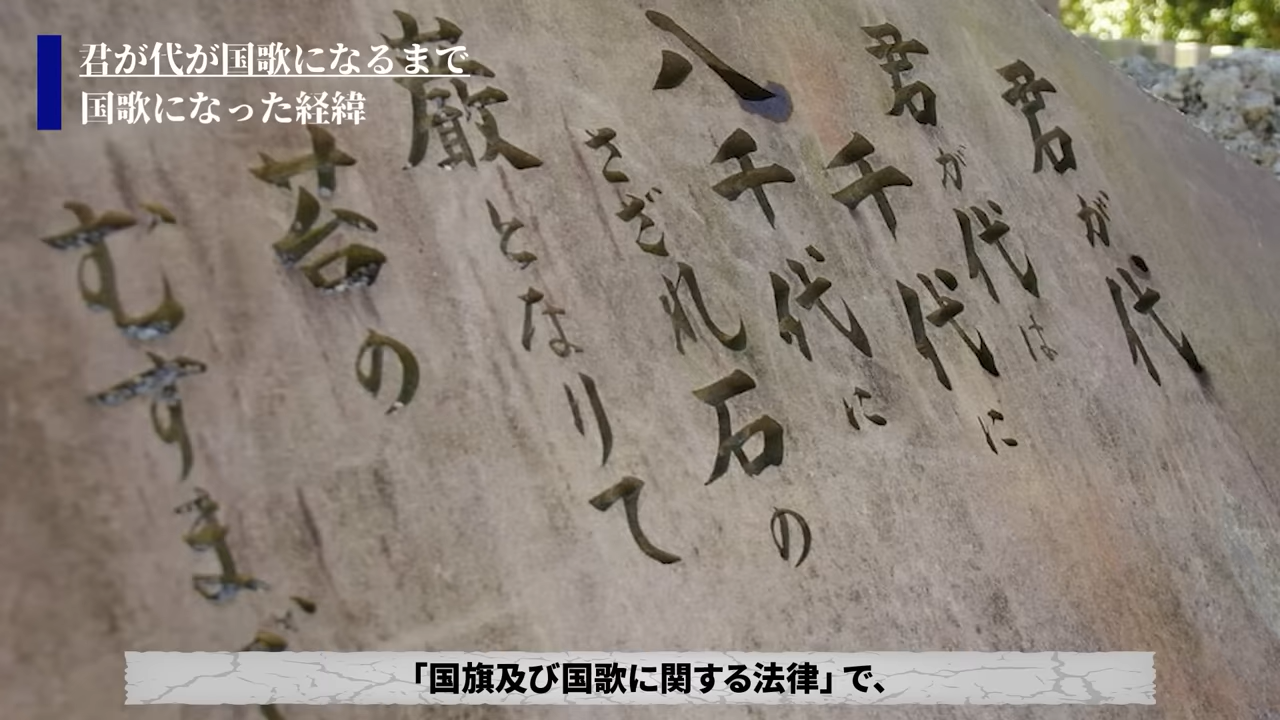 君が代が国歌になるまで
国歌になった経緯
君が代
君が代は
千代に
八千代に
さざれ石の
巌となりて
苔の
むすまで
「国旗及び国歌に関する法律」で、